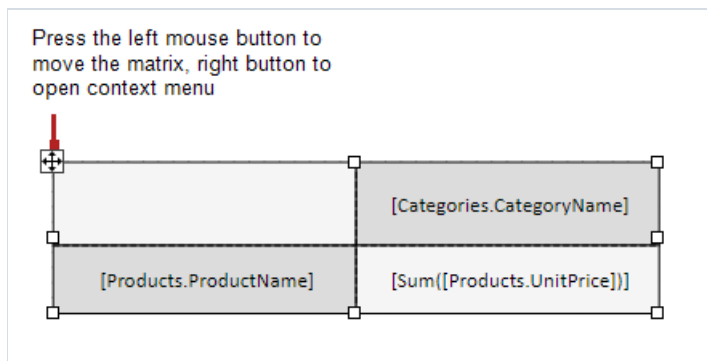 Press the left mouse button to
move the matrix, right button to
open context menu
[Categories.CategoryName]
[Products.ProductName] [Sum([Products.UnitPrice])]